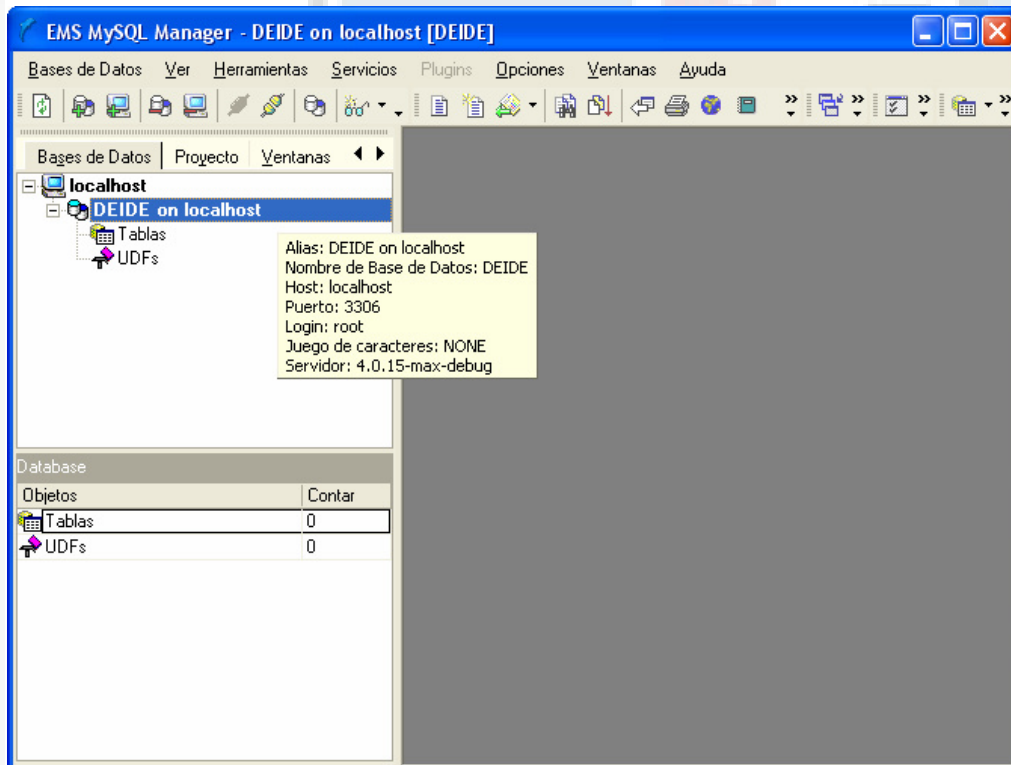 EMS MySQL Manager - DEIDE on localhost [DEIDE]
Bases de Datos Ver Herramientas Servicios Plugins Opciones Ventanas Ayuda
Bases de Datos Proyecto Ventanas
localhost
DEIDE on localhost
Tablas
UDFs
Alias: DEIDE on localhost
Nombre de Base de Datos: DEIDE
Host: localhost
Puerto: 3306
Login: root
Juego de caracteres: NONE
Servidor: 4.0.15-max-debug
Database
Objetos Contar
Tablas 0
UDFs 0